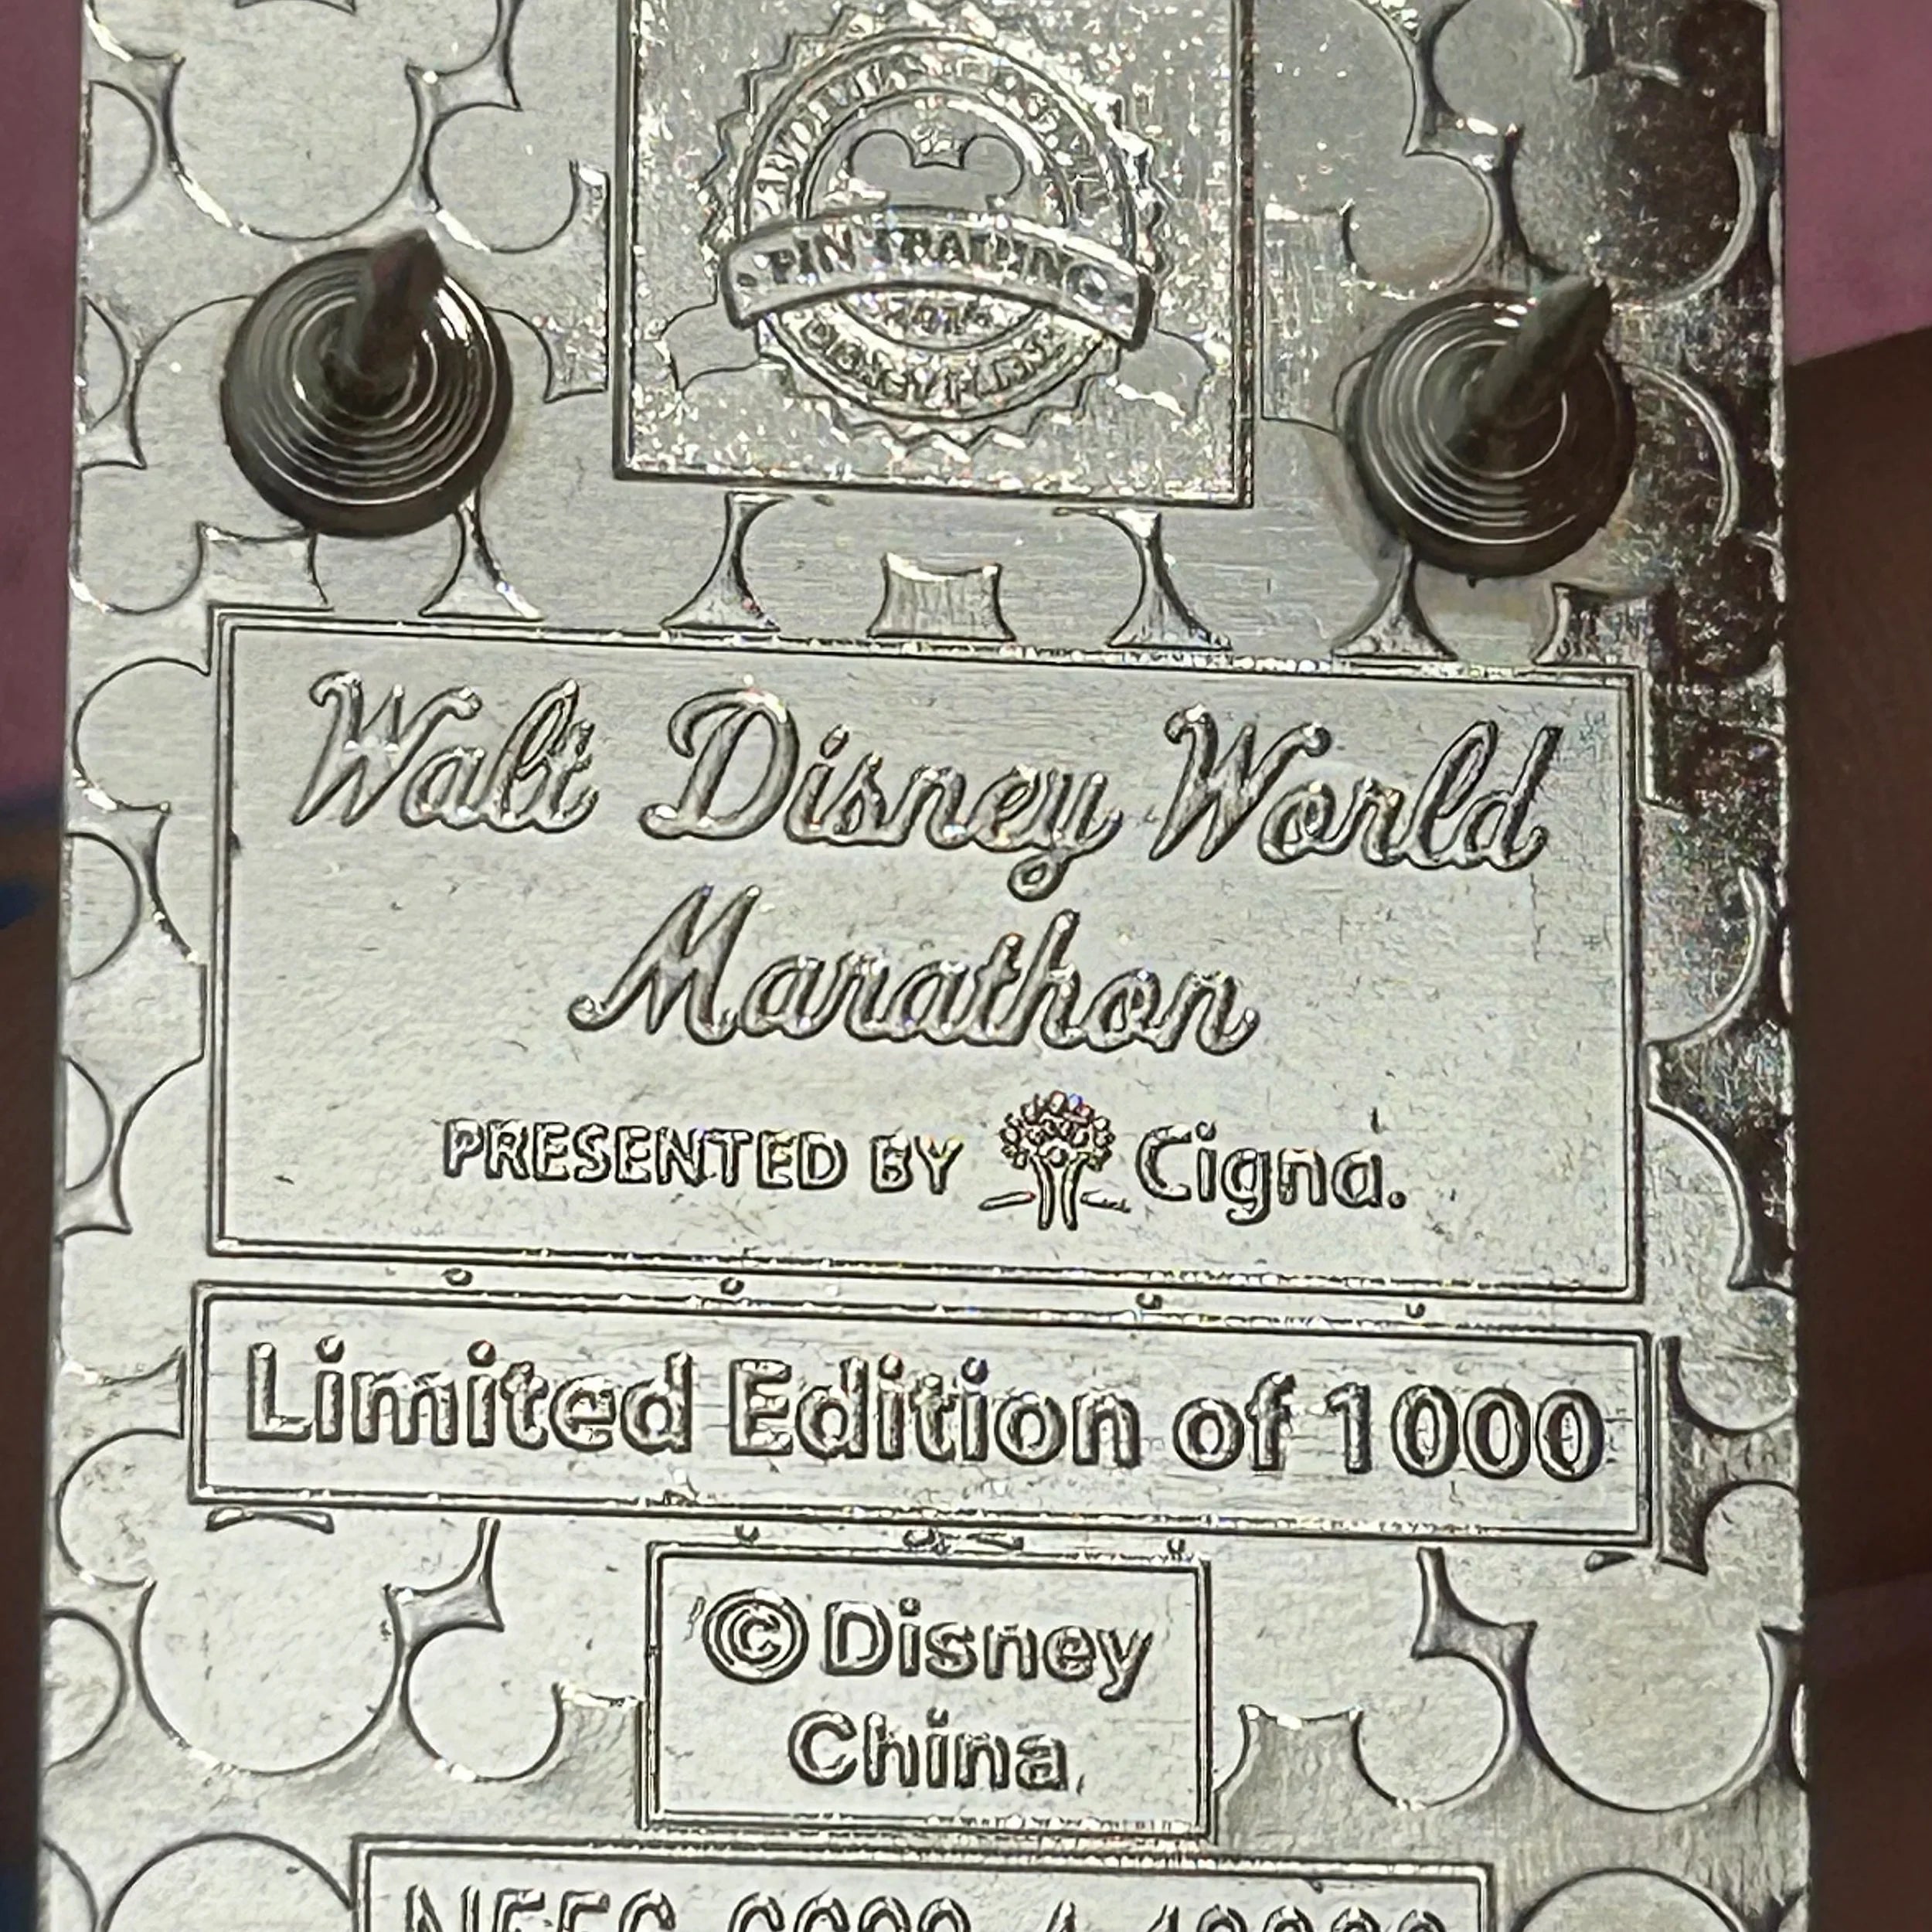 PIN TRADING
Walt Disney World
Marathon
PRESENTED BY Cigna.
Limited Edition of 1000
©Disney
China